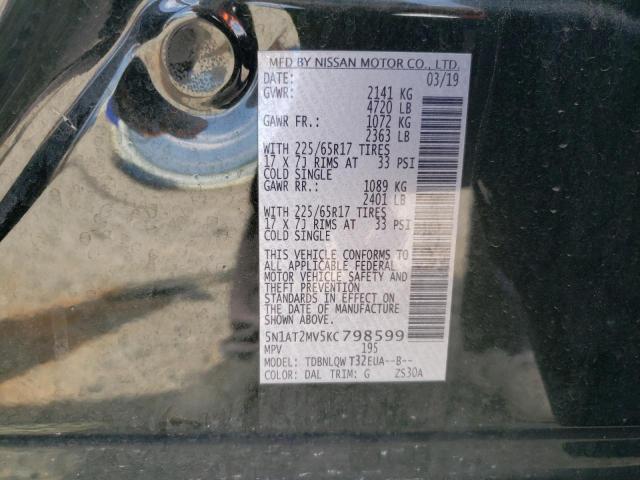 MFD BY NISSAN MOTOR CO., LTD.
DATE: 03/19
GVWR: 2141 KG
4720 LB
GAWR FR.: 1072 KG
2363 LB
WITH 225/65R17 TIRES
17 X 7J RIMS AT 33 PSI
COLD SINGLE
GAWR RR.: 1089 KG
2401 LB
WITH 225/65R17 TIRES
17 X 7J RIMS AT 33 PSI
COLD SINGLE
THIS VEHICLE CONFORMS TO
ALL APPLICABLE FEDERAL
MOTOR VEHICLE SAFETY AND
THEFT PREVENTION
STANDARDS IN EFFECT ON
THE DATE OF MANUFACTURE
SHOWN ABOVE.
5N1AT2MV5KC798599
MPV 195
MODEL: TDBNLQW T32EUA--B--
COLOR: DAL TRIM: G ZS30A